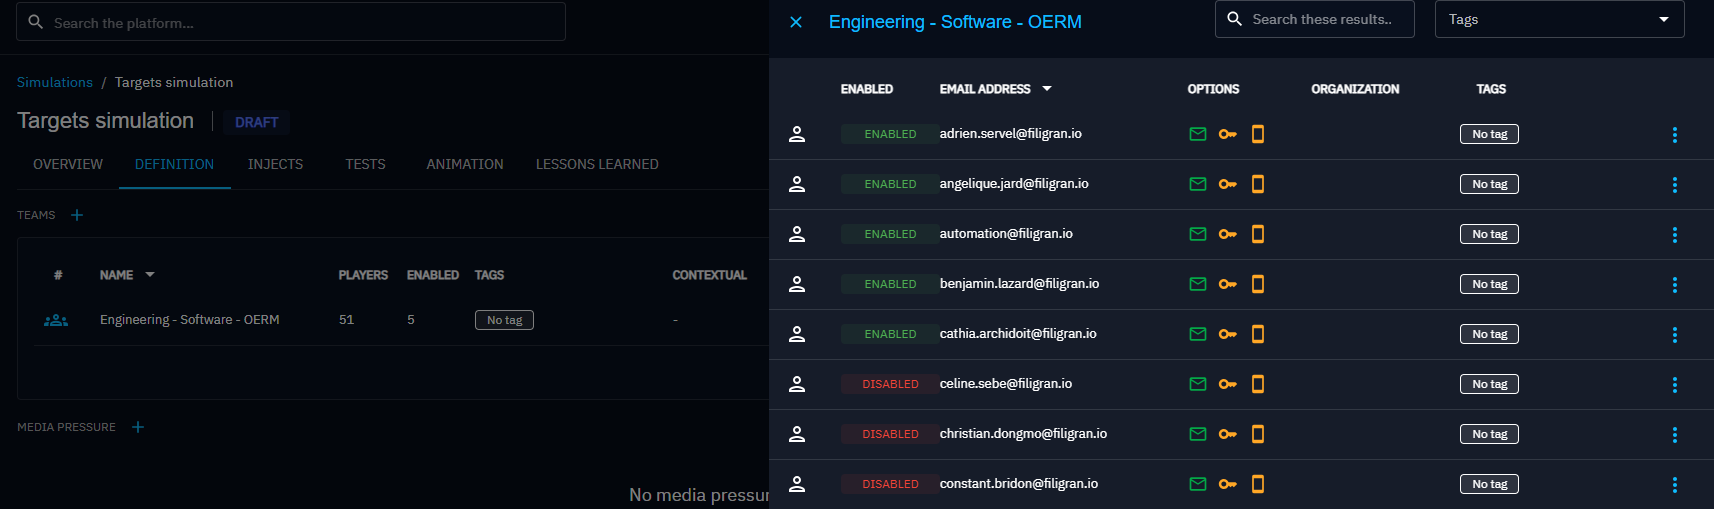 Search the platform...
Simulations / Targets simulation
Targets simulation DRAFT
OVERVIEW DEFINITION INJECTS TESTS ANIMATION LESSONS LEARNED
TEAMS +
# NAME PLAYERS ENABLED TAGS CONTEXTUAL
Engineering - Software - OERM 51 5 No tag -
MEDIA PRESSURE +
No media pressur
Engineering - Software - OERM Search these results.. Tags
ENABLED EMAIL ADDRESS OPTIONS ORGANIZATION TAGS
ENABLED adrien.servel@filigran.io No tag
ENABLED angelique.jard@filigran.io No tag
ENABLED automation@filigran.io No tag
ENABLED benjamin.lazard@filigran.io No tag
ENABLED cathia.archidoit@filigran.io No tag
DISABLED celine.sebe@filigran.io No tag
DISABLED christian.dongmo@filigran.io No tag
DISABLED constant.bridon@filigran.io No tag